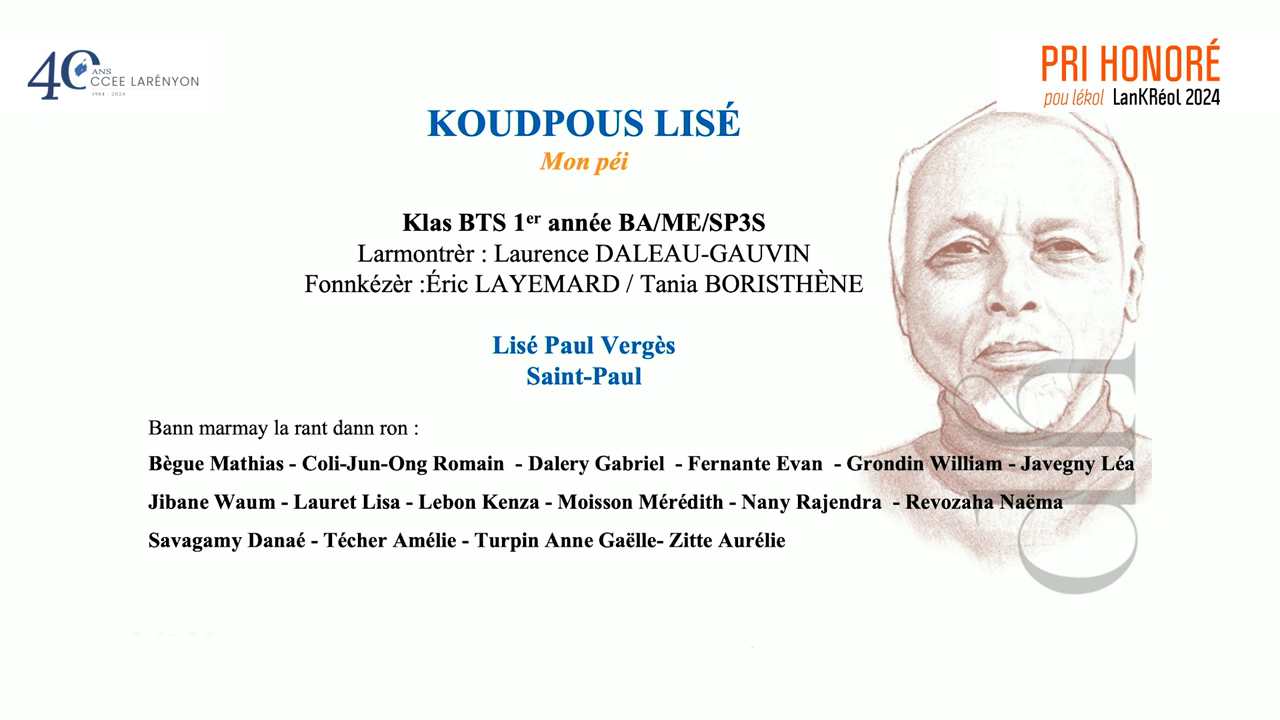 40 ANS
CCEE LARÉNYON
1984 - 2024
PRI HONORÉ
pou lékol LanKRéol 2024
KOUDPOUS LISÉ
Mon péi
Klas BTS 1er année BA/ME/SP3S
Larmontrèr : Laurence DALEAU-GAUVIN
Fonnkézèr :Éric LAYEMARD / Tania BORISTHÈNE
Lisé Paul Vergès
Saint-Paul
Bann marmay la rant dann ron :
Bègue Mathias - Coli-Jun-Ong Romain - Dalery Gabriel - Fernante Evan - Grondin William - Javegny Léa
Jibane Waum - Lauret Lisa - Lebon Kenza - Moisson Mérédith - Nany Rajendra - Revozaha Naëma
Savagamy Danaé - Técher Amélie - Turpin Anne Gaëlle- Zitte Aurélie